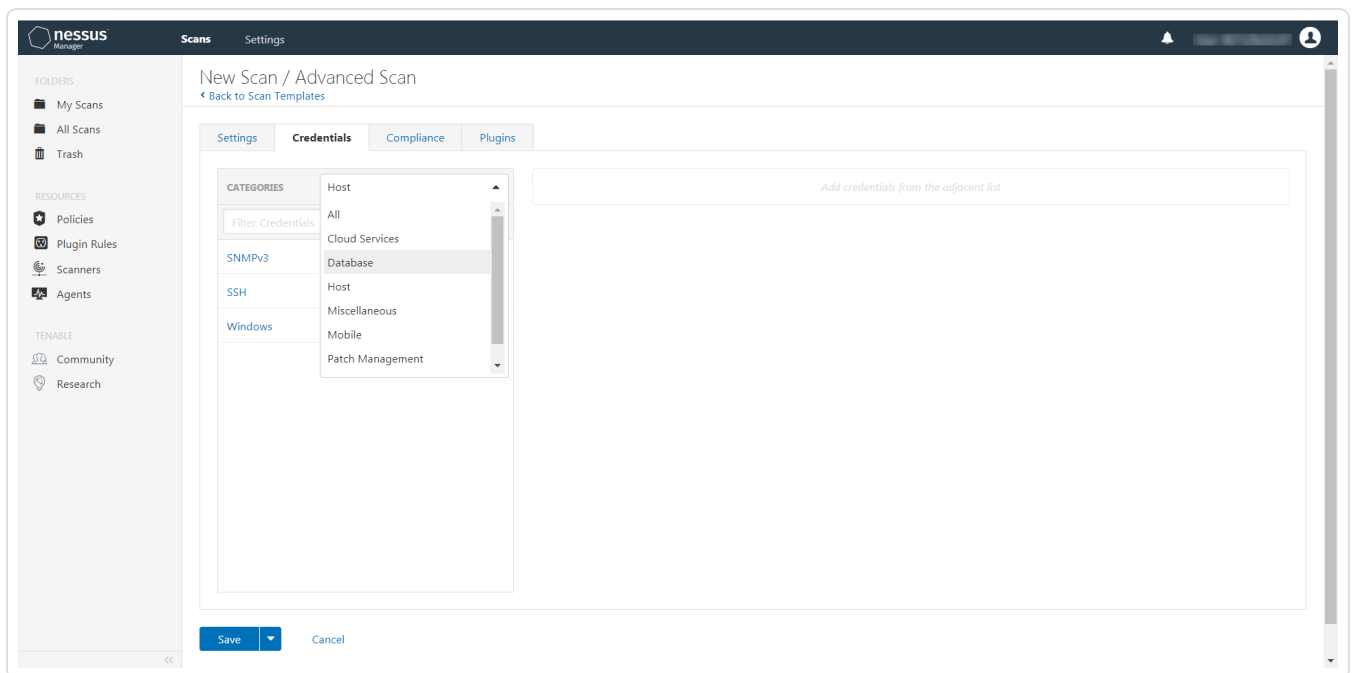 nessus
Manager
Scans
Settings
FOLDERS
My Scans
All Scans
Trash
RESOURCES
Policies
Plugin Rules
Scanners
Agents
TENABLE
Community
Research
New Scan / Advanced Scan
Back to Scan Templates
Settings
Credentials
Compliance
Plugins
CATEGORIES
Host
Filter Credentials
SNMPv3
SSH
Windows
All
Cloud Services
Database
Host
Miscellaneous
Mobile
Patch Management
Add credentials from the adjacent list
Save
Cancel